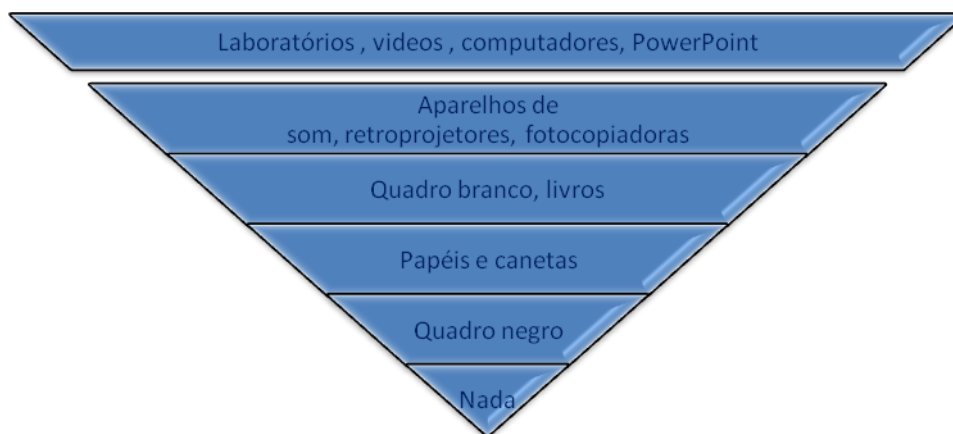 Laboratórios , videos , computadores, PowerPoint
Aparelhos de
som, retroprojetores, fotocopiadoras
Quadro branco, livros
Papéis e canetas
Quadro negro
Nada